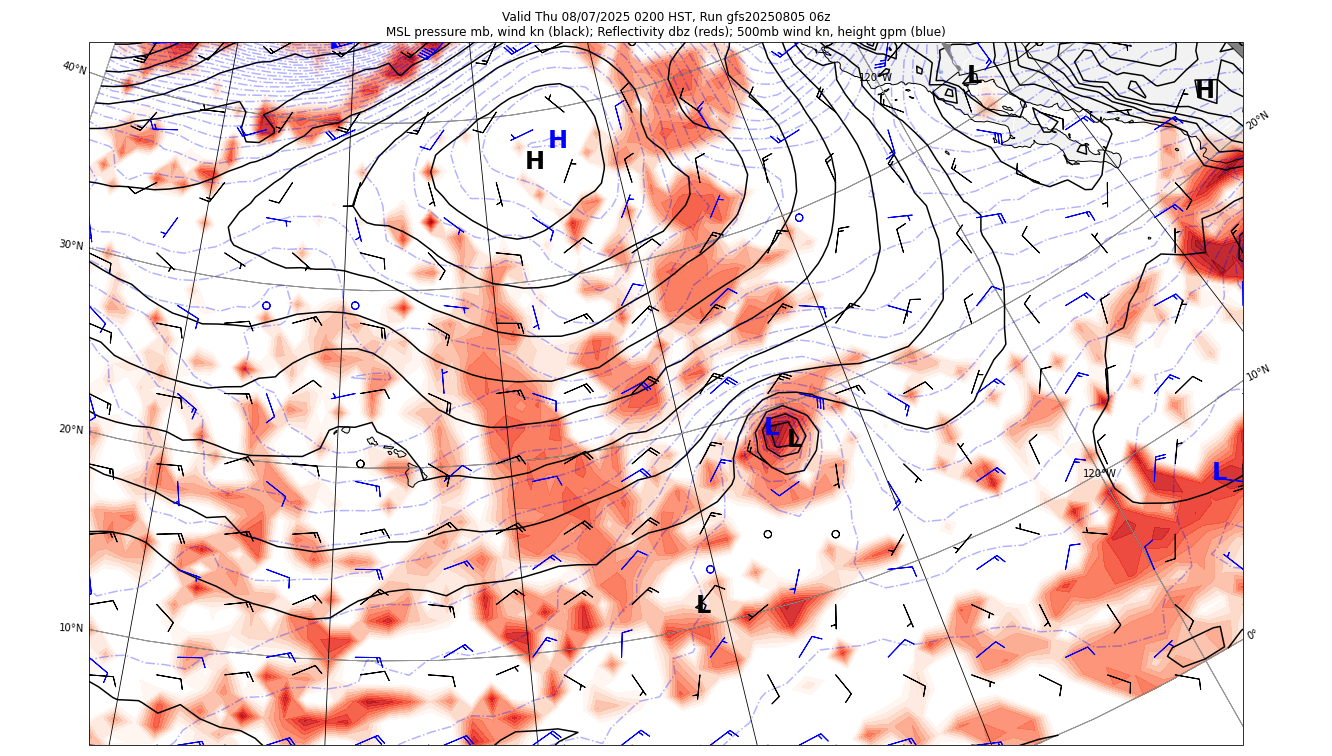 Valid Thu 08/07/2025 0200 HST, Run gfs20250805 06z
MSL pressure mb, wind kn (black); Reflectivity dbz (reds); 500mb wind kn, height gpm (blue)
40°N
120°W
L
H
20°N
H
H
30°N
10°N
20°N
L
L
120°W
L
L
10°N
0°